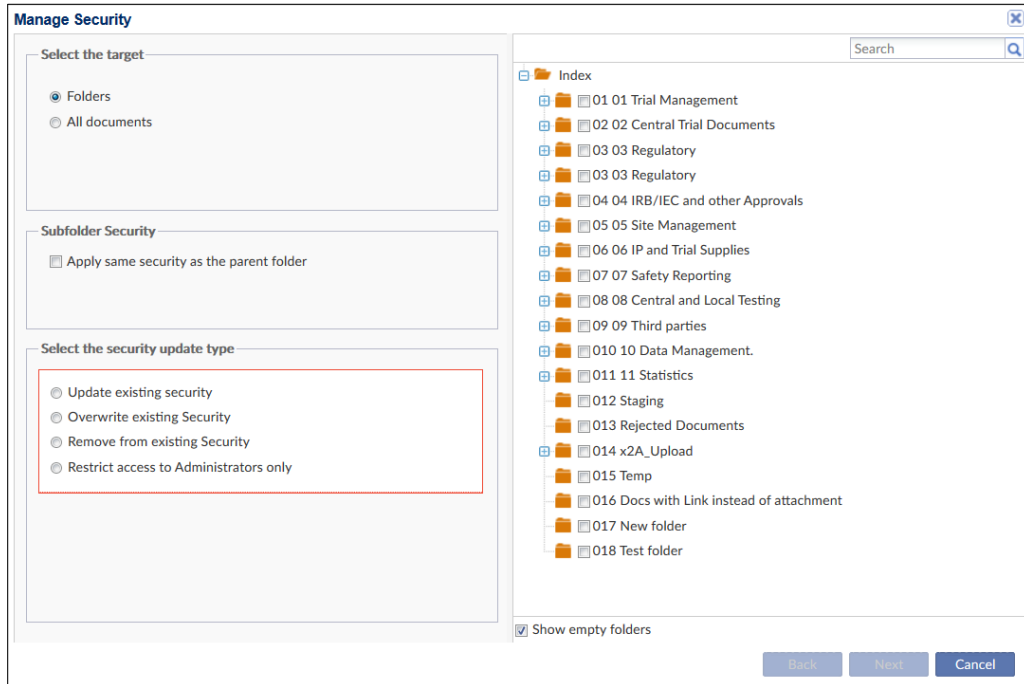 Manage Security
Select the target
Folders
All documents
Subfolder Security
Apply same security as the parent folder
Select the security update type
Update existing security
Overwrite existing Security
Remove from existing Security
Restrict access to Administrators only
Search
Index
01 01 Trial Management
02 02 Central Trial Documents
03 03 Regulatory
03 03 Regulatory
04 04 IRB/IEC and other Approvals
05 05 Site Management
06 06 IP and Trial Supplies
07 07 Safety Reporting
08 08 Central and Local Testing
09 09 Third parties
010 10 Data Management.
011 11 Statistics
012 Staging
013 Rejected Documents
014 x2A_Upload
015 Temp
016 Docs with Link instead of attachment
017 New folder
018 Test folder
Show empty folders
Back Next Cancel